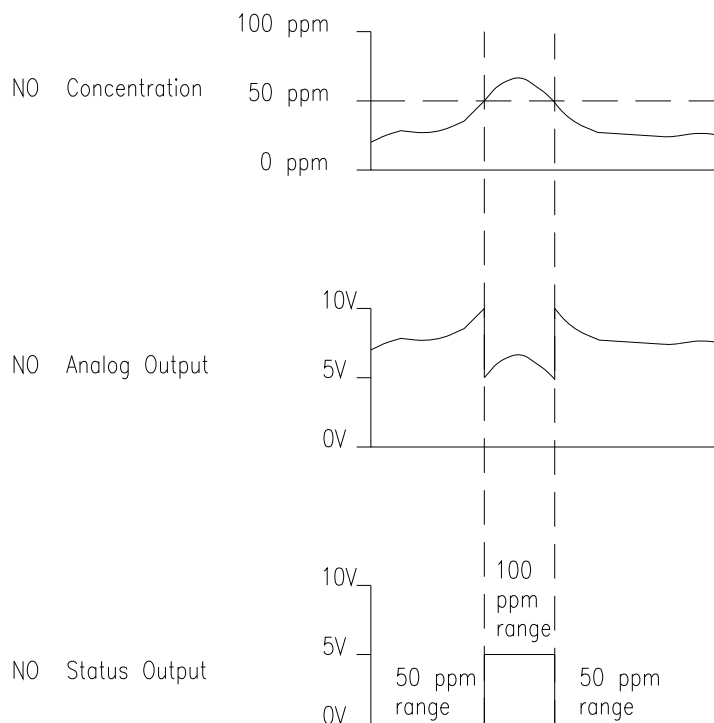 100 ppm
NO Concentration
50 ppm
0 ppm
10V
NO Analog Output
5V
0V
10V
100
ppm
range
5V
NO Status Output
50 ppm
range
50 ppm
range
0V